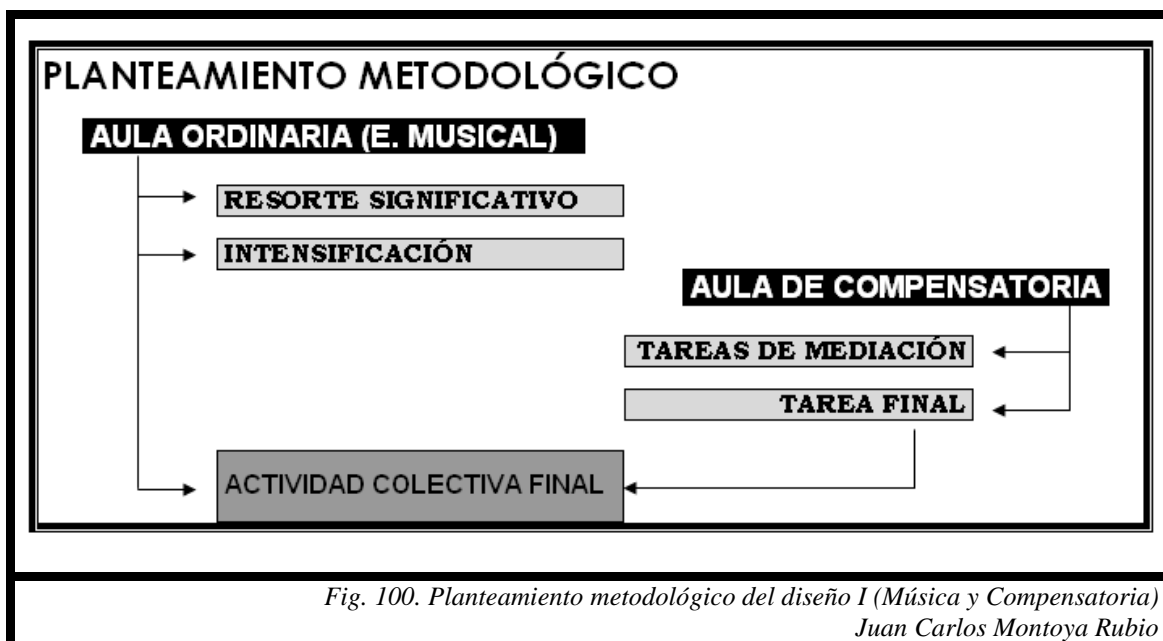 PLANTEAMIENTO METODOLÓGICO
AULA ORDINARIA (E. MUSICAL)
RESORTE SIGNIFICATIVO
INTENSIFICACIÓN
AULA DE COMPENSATORIA
TAREAS DE MEDIACIÓN
TAREA FINAL
ACTIVIDAD COLECTIVA FINAL
Fig. 100. Planteamiento metodológico del diseño I (Música y Compensatoria)
Juan Carlos Montoya Rubio